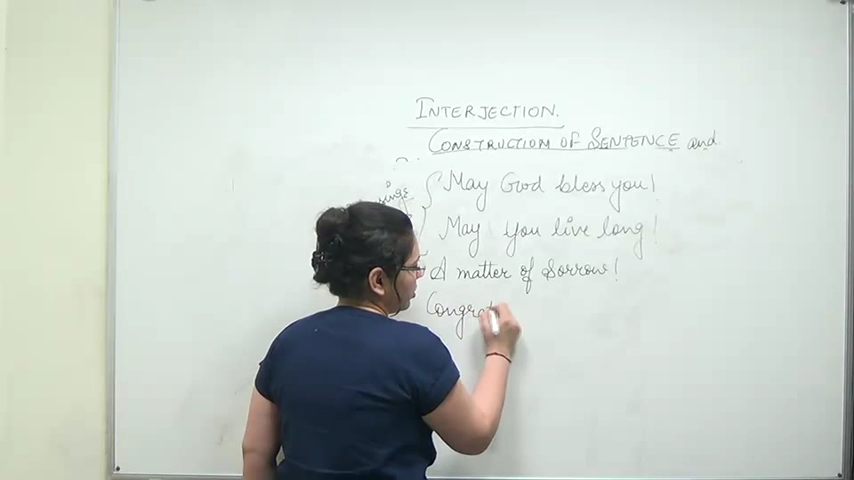 INTERJECTION.
CONSTRUCTION OF SENTENCE and
May God bless you!
May you live long!
A matter of Sorrow!
Congrat